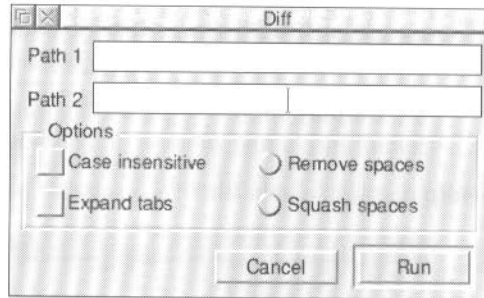 Diff
Path 1
Path 2
Options
Case insensitive Remove spaces
Expand tabs Squash spaces
Cancel Run